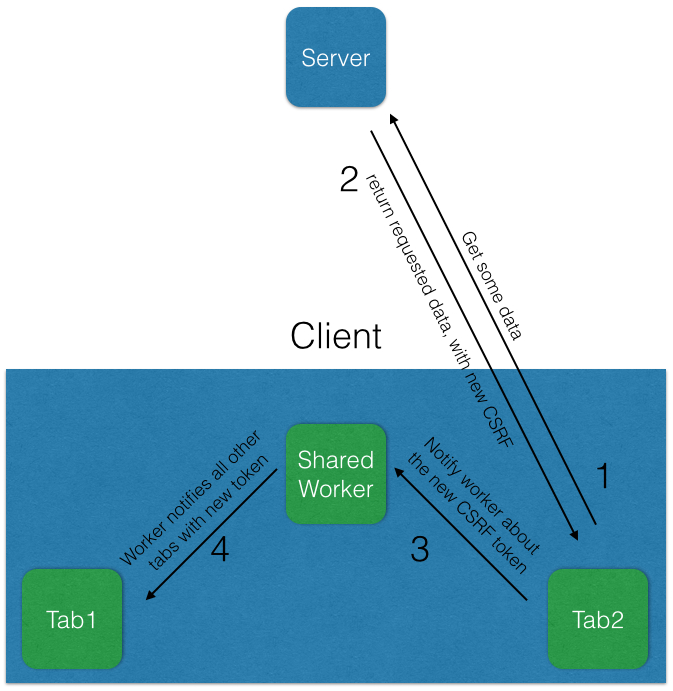 Server
2
return requested data, with new CSRF
Get some data
Client
1
Shared
Worker
Notify worker about
the new CSRF token
3
Worker notifies all other
tabs with new token
4
Tab1
Tab2